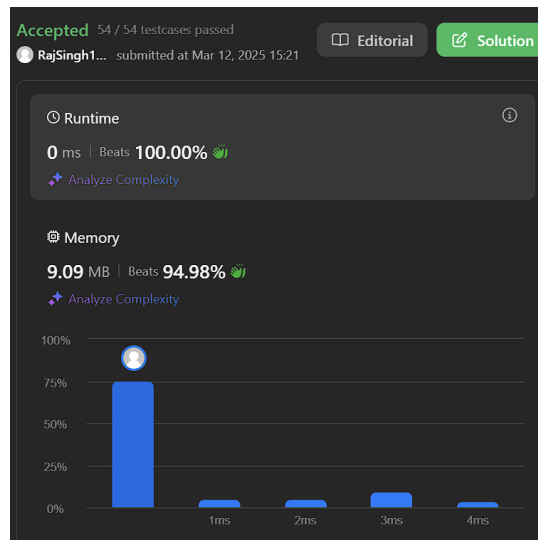 Accepted 54 / 54 testcases passed
RajSingh1... submitted at Mar 12, 2025 15:21
Editorial
Solution
Runtime
0 ms | Beats 100.00%
Analyze Complexity
Memory
9.09 MB | Beats 94.98%
Analyze Complexity
100%
75%
50%
25%
0%
1ms 2ms 3ms 4ms